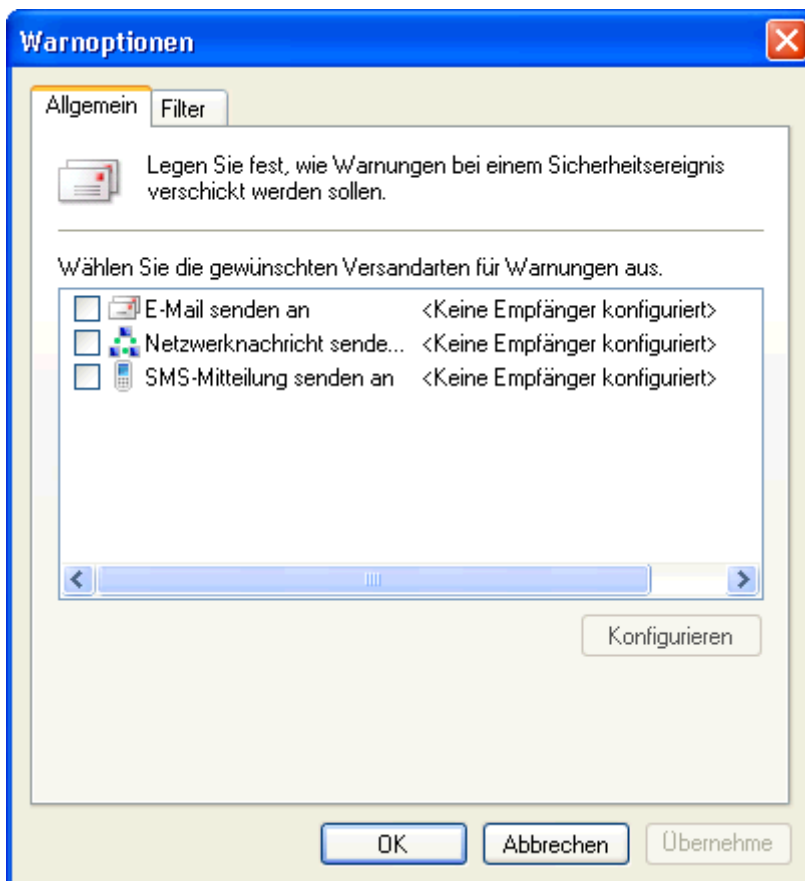 Warnoptionen
Allgemein
Filter
Legen Sie fest, wie Warnungen bei einem Sicherheitsereignis
verschickt werden sollen.
Wählen Sie die gewünschten Versandarten für Warnungen aus.
E-Mail senden an <Keine Empfänger konfiguriert>
Netzwerknachricht sende... <Keine Empfänger konfiguriert>
SMS-Mitteilung senden an <Keine Empfänger konfiguriert>
Konfigurieren
OK
Abbrechen
Übernehme